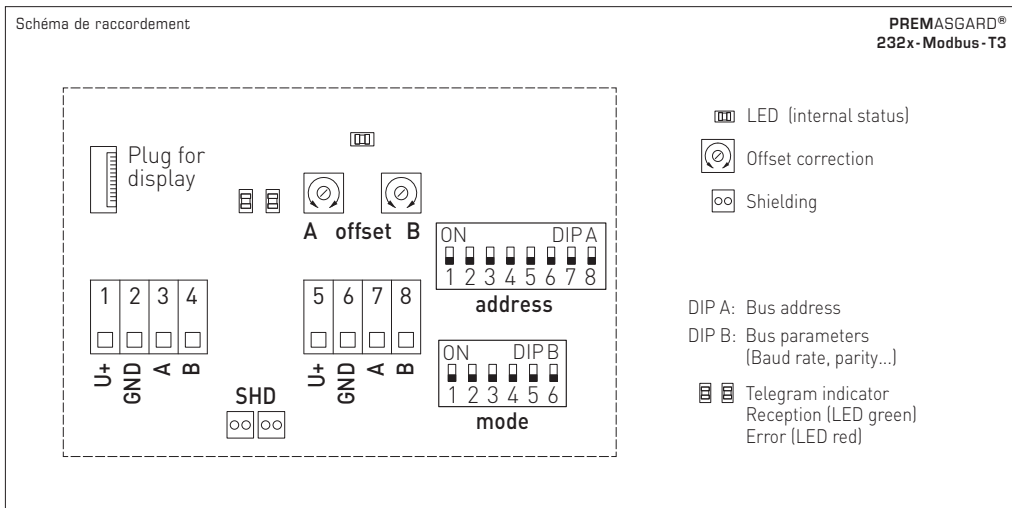 Schéma de raccordement
PREMASGARD®
232x-Modbus-T3
Plug for
display
A offset B
ON DIP A
1 2 3 4 5 6 7 8
address
1 2 3 4
U+ GND A B
5 6 7 8
U+ GND A B
SHD
ON DIP B
1 2 3 4 5 6
mode
LED (internal status)
Offset correction
Shielding
DIP A: Bus address
DIP B: Bus parameters
(Baud rate, parity...)
Telegram indicator
Reception (LED green)
Error (LED red)